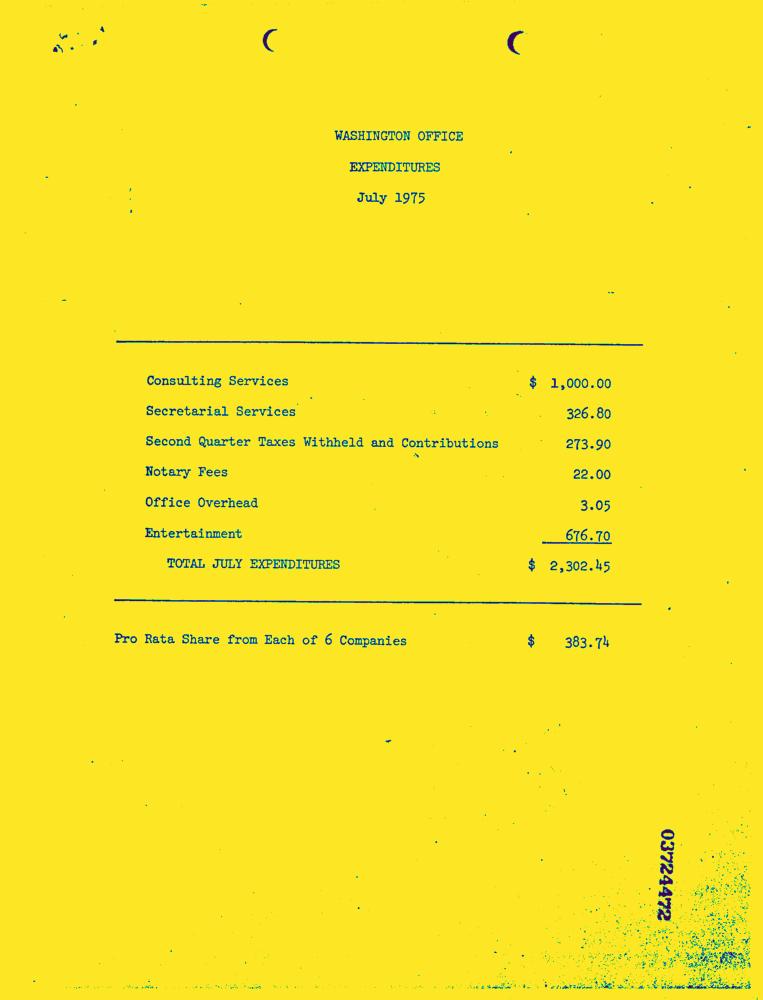 WASHINGTON OFFICE
EXPENDITURES
July 1975
Consulting Services $ 1,000.00
Secretarial Services 326.80
Second Quarter Taxes Withheld and Contributions 273.90
Notary Fees 22.00
Office Overhead 3.05
Entertainment 676.70
TOTAL JULY EXPENDITURES $ 2,302.45
Pro Rata Share from Each of 6 Companies $ 383.74
03724472